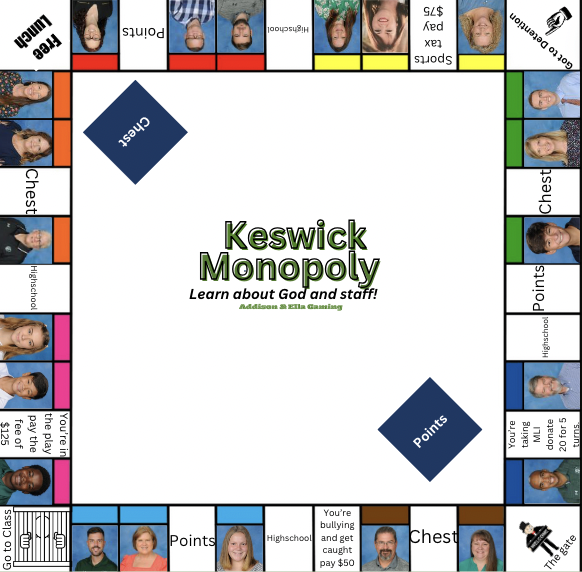 Free
Lunch
Points
Highschool
Sports
tax
pay
$75
Got to Detention
Chest
Highschool
You're in
the play
pay the
fee of
$125
Chest
Keswick
Monopoly
Learn about God and staff!
Addison & Ella Gaming
Points
Chest
Points
Highschool
You're
taking
MLI
donate
20 for 5
turns.
Go to Class
Points
Highschool
You're
bullying
and get
caught
pay $50
Chest
The gate